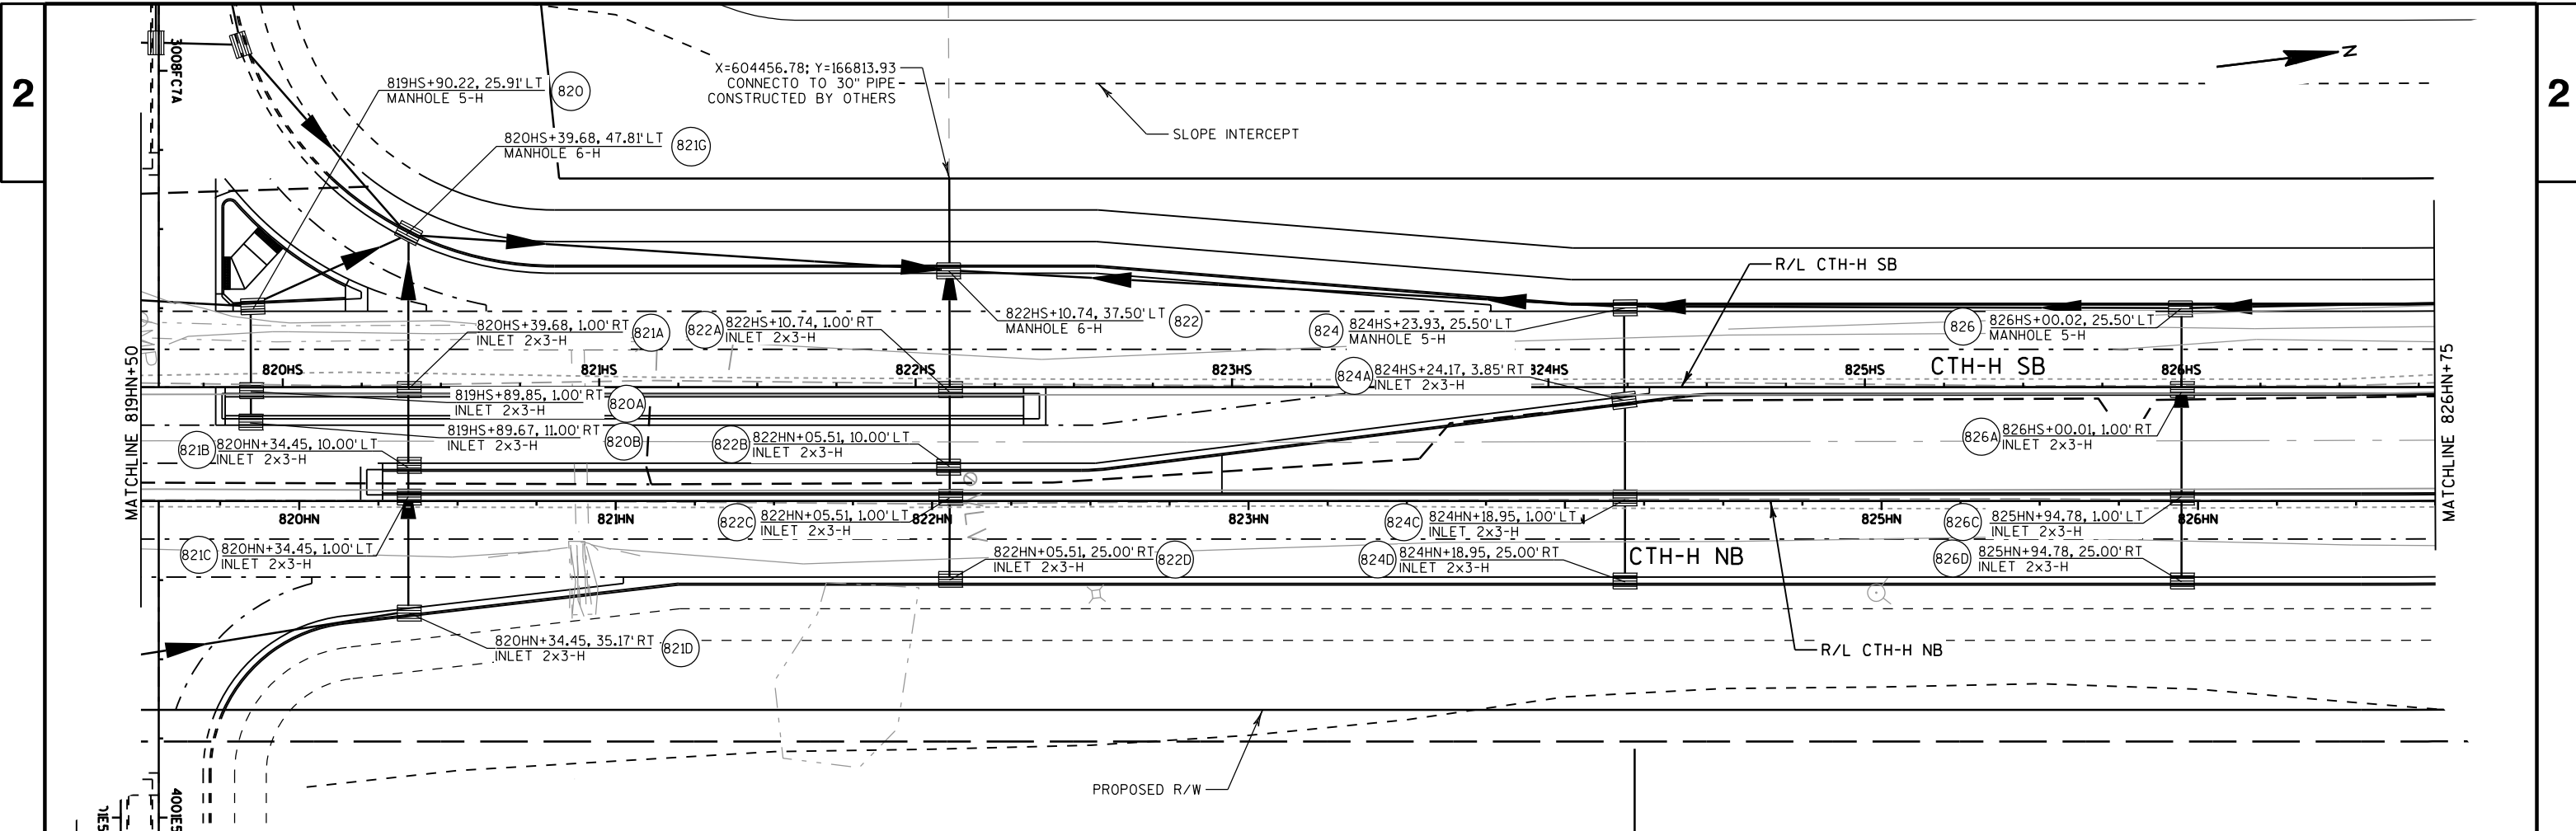 2
2
3008FC7A
819HS+90.22, 25.91' LT
MANHOLE 5-H
820
820HS+39.68, 47.81' LT
MANHOLE 6-H
821G
X=604456.78; Y=166813.93
CONNECTO TO 30" PIPE
CONSTRUCTED BY OTHERS
SLOPE INTERCEPT
N
R/L CTH-H SB
820HS+39.68, 1.00' RT
INLET 2x3-H
821A
822A
822HS+10.74, 1.00' RT
INLET 2x3-H
822HS+10.74, 37.50' LT
MANHOLE 6-H
822
824
824HS+23.93, 25.50' LT
MANHOLE 5-H
826
826HS+00.02, 25.50' LT
MANHOLE 5-H
MATCHLINE 819HN+50
820HS
821HS
822HS
823HS
824A
824HS+24.17, 3.85' RT
INLET 2x3-H
824HS
825HS
CTH-H SB
826HS
MATCHLINE 826HN+75
819HS+89.85, 1.00' RT
INLET 2x3-H
820A
819HS+89.67, 11.00' RT
INLET 2x3-H
820B
821B
820HN+34.45, 10.00' LT
INLET 2x3-H
822B
822HN+05.51, 10.00' LT
INLET 2x3-H
826A
826HS+00.01, 1.00' RT
INLET 2x3-H
820HN
821HN
822C
822HN+05.51, 1.00' LT
INLET 2x3-H
822HN
823HN
824C
824HN+18.95, 1.00' LT
INLET 2x3-H
825HN
826C
825HN+94.78, 1.00' LT
INLET 2x3-H
826HN
821C
820HN+34.45, 1.00' LT
INLET 2x3-H
822HN+05.51, 25.00' RT
INLET 2x3-H
822D
824D
824HN+18.95, 25.00' RT
INLET 2x3-H
CTH-H NB
826D
825HN+94.78, 25.00' RT
INLET 2x3-H
820HN+34.45, 35.17' RT
INLET 2x3-H
821D
R/L CTH-H NB
PROPOSED R/W